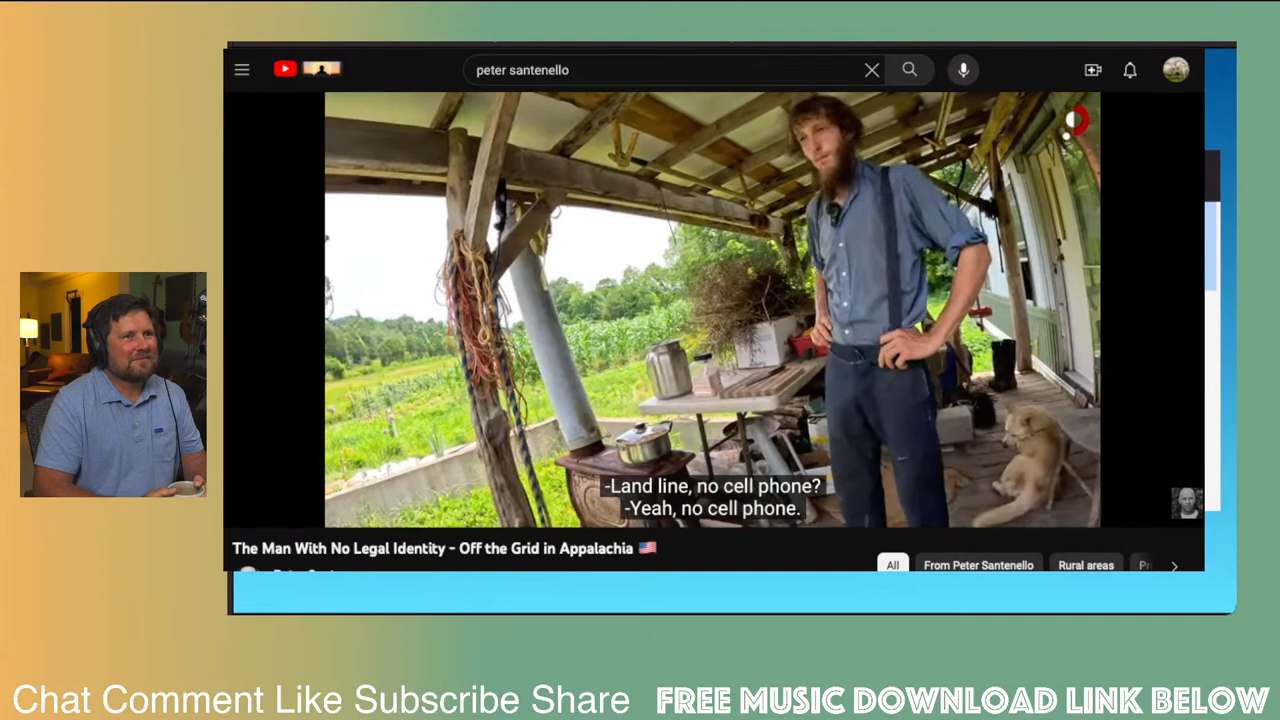 peter santenello
-Land line, no cell phone?
-Yeah, no cell phone.
The Man With No Legal Identity - Off the Grid in Appalachia 🇺🇸
All
From Peter Santenello
Rural areas
Chat Comment Like Subscribe Share
FREE MUSIC DOWNLOAD LINK BELOW